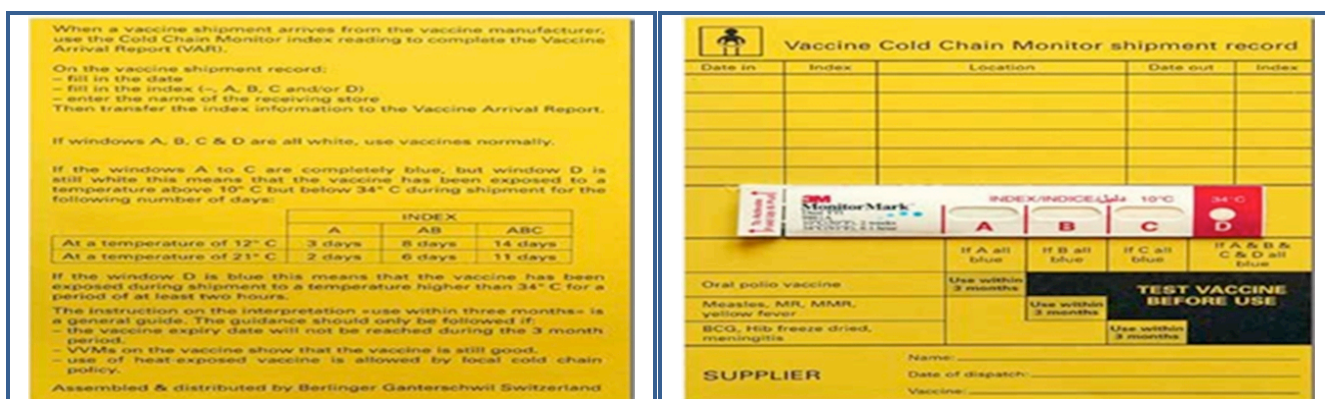 When a vaccine shipment arrives from the vaccine manufacturer,
use the Cold Chain Monitor index reading to complete the Vaccine
Arrival Report (VAR).
On the vaccine shipment record:
– fill in the date
– fill in the index (–, A, B, C and/or D)
– enter the name of the receiving store
Then transfer the index information to the Vaccine Arrival Report.
If windows A, B, C & D are all white, use vaccines normally.
If the windows A to C are completely blue, but window D is
still white this means that the vaccine has been exposed to a
temperature above 10° C but below 34° C during shipment for the
following number of days:
INDEX
A AB ABC
At a temperature of 12° C 3 days 8 days 14 days
At a temperature of 21° C 2 days 6 days 11 days
If the window D is blue this means that the vaccine has been
exposed during shipment to a temperature higher than 34° C for a
period of at least two hours.
The instruction on the interpretation «use within three months» is
a general guide. The guidance should only be followed if:
– the vaccine expiry date will not be reached during the 3 month
period.
– VVMs on the vaccine show that the vaccine is still good.
– use of heat-exposed vaccine is allowed by local cold chain
policy.
Assembled & distributed by Berlinger Ganterschwil Switzerland
Vaccine Cold Chain Monitor shipment record
Date in Index Location Date out Index
3M
MonitorMark
INDEX/INDICE/دليل 10°C 34°C
A B C D
If A all blue
If B all blue
If C all blue
If A & B & C & D all blue
Oral polio vaccine
Use within 3 months
TEST VACCINE
BEFORE USE
Measles, MR, MMR,
yellow fever
Use within 3 months
BCG, Hib freeze dried,
meningitis
Use within 3 months
SUPPLIER
Name:
Date of dispatch:
Vaccine: